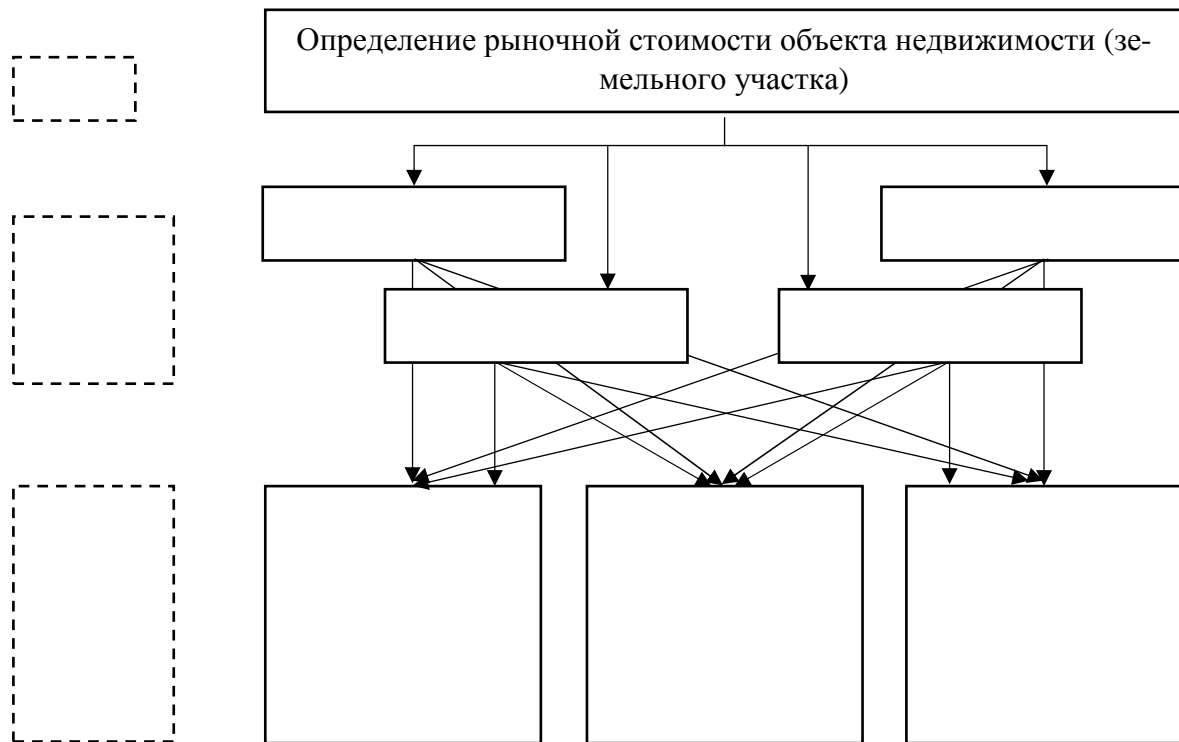 Определение рыночной стоимости объекта недвижимости (зе-
мельного участка)